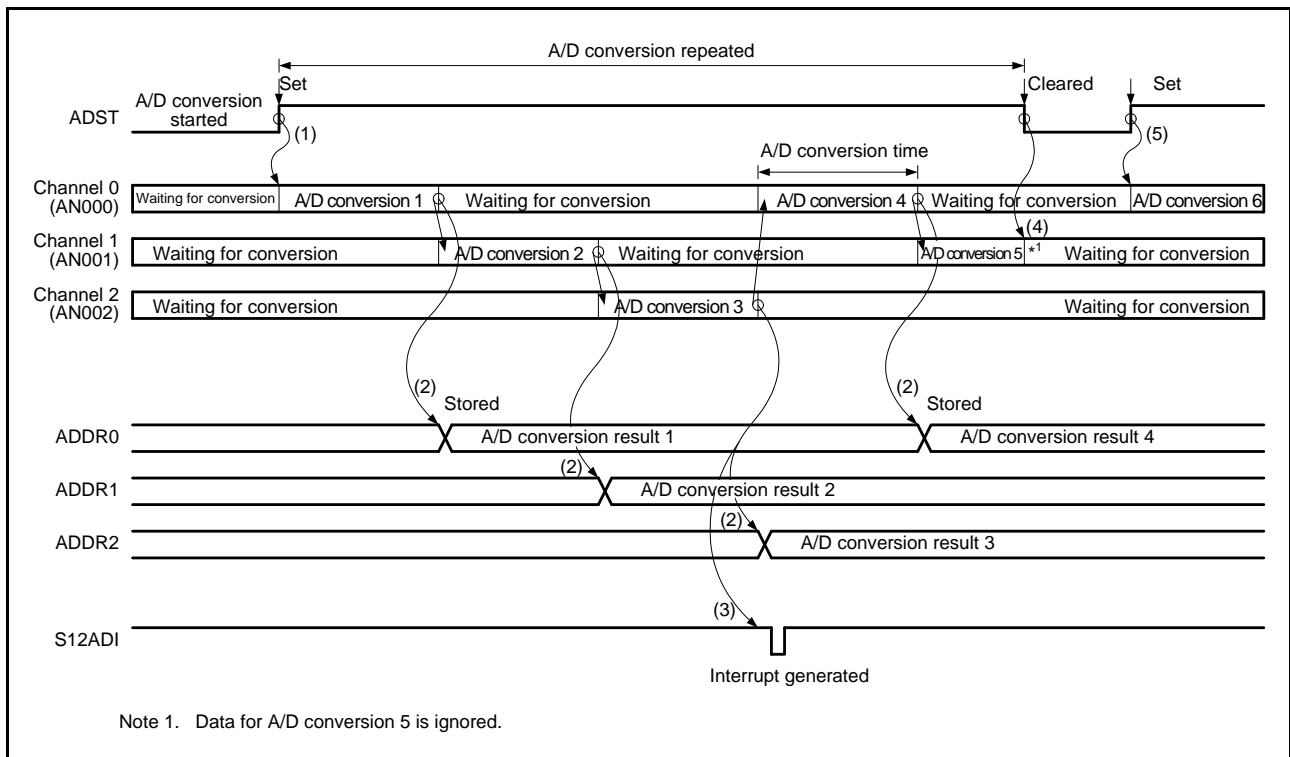 A/D conversion repeated
Set
Cleared
Set
A/D conversion
started
ADST
(1)
(5)
A/D conversion time
Channel 0
(AN000)
Waiting for conversion
A/D conversion 1
Waiting for conversion
A/D conversion 4
Waiting for conversion
A/D conversion 6
(4)
Channel 1
(AN001)
Waiting for conversion
A/D conversion 2
Waiting for conversion
A/D conversion 5
*1
Waiting for conversion
Channel 2
(AN002)
Waiting for conversion
A/D conversion 3
Waiting for conversion
(2)
Stored
(2)
Stored
ADDR0
A/D conversion result 1
A/D conversion result 4
(2)
ADDR1
A/D conversion result 2
(2)
ADDR2
A/D conversion result 3
(3)
S12ADI
Interrupt generated
Note 1. Data for A/D conversion 5 is ignored.